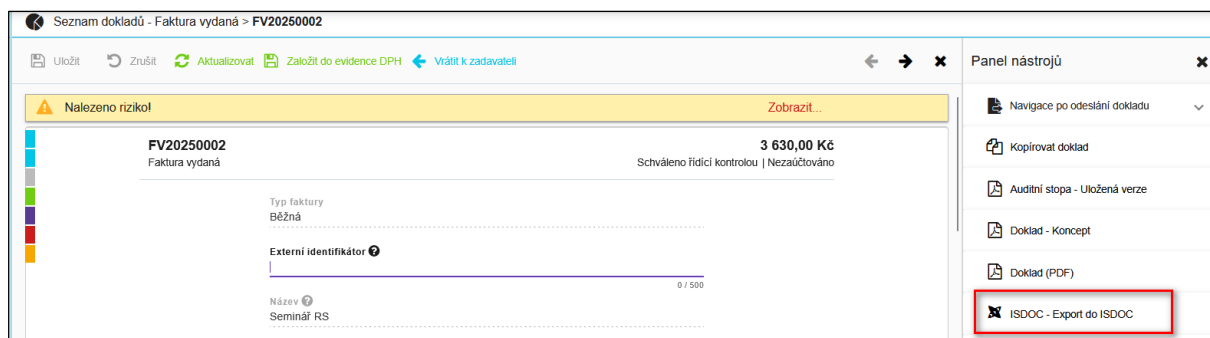 Seznam dokladů - Faktura vydaná > FV20250002
Uložit Zrušit Aktualizovat Založit do evidence DPH Vrátit k zadavateli
Panel nástrojů
Nalezeno riziko! Zobrazit...
Navigace po odeslání dokladu
FV20250002 3 630,00 Kč
Faktura vydaná Schváleno řídící kontrolou | Nezaúčtováno
Kopírovat doklad
Auditní stopa - Uložená verze
Typ faktury
Běžná
Doklad - Koncept
Externí identifikátor
Doklad (PDF)
0 / 500
Název
Seminář RS
ISDOC - Export do ISDOC